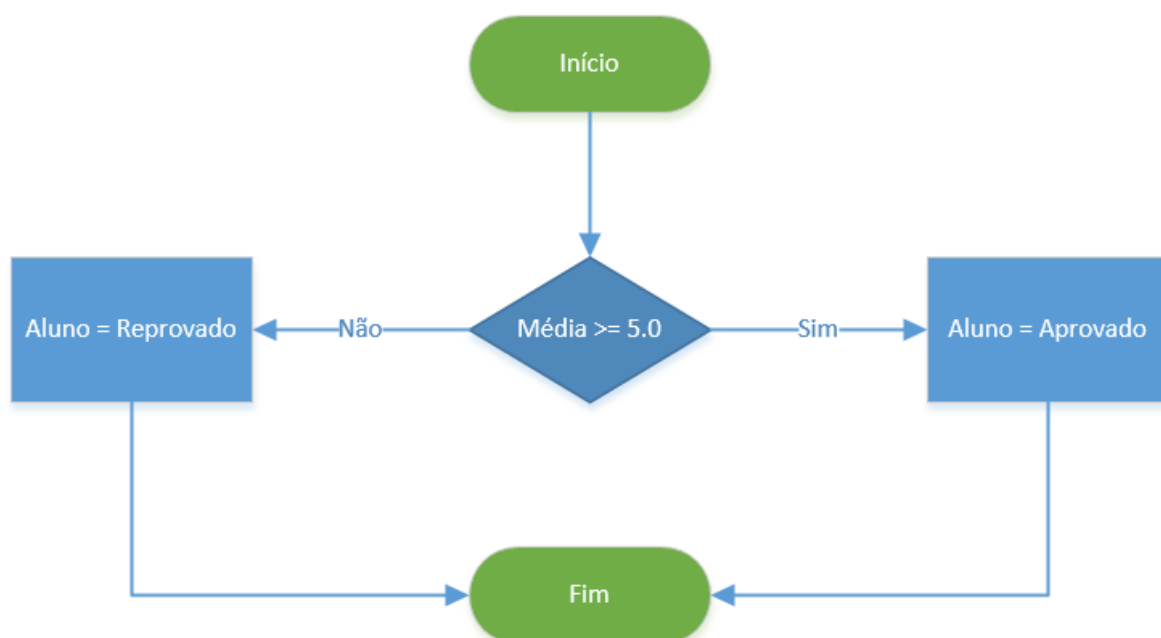 Início
Aluno = Reprovado
Não
Média >= 5.0
Sim
Aluno = Aprovado
Fim